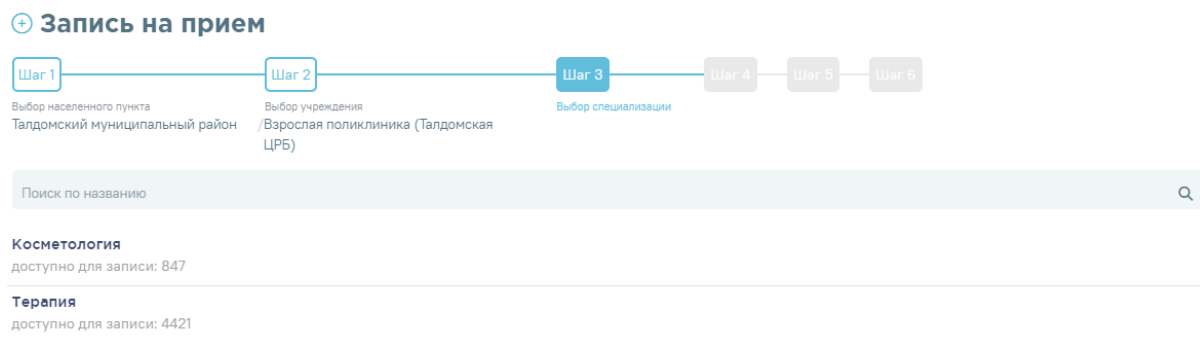 Запись на прием
Шаг 1 Шаг 2 Шаг 3 Шаг 4 Шаг 5 Шаг 6
Выбор населенного пункта Выбор учреждения Выбор специализации
Талдомский муниципальный район /Взрослая поликлиника (Талдомская
ЦРБ)
Поиск по названию
Косметология
доступно для записи: 847
Терапия
доступно для записи: 4421